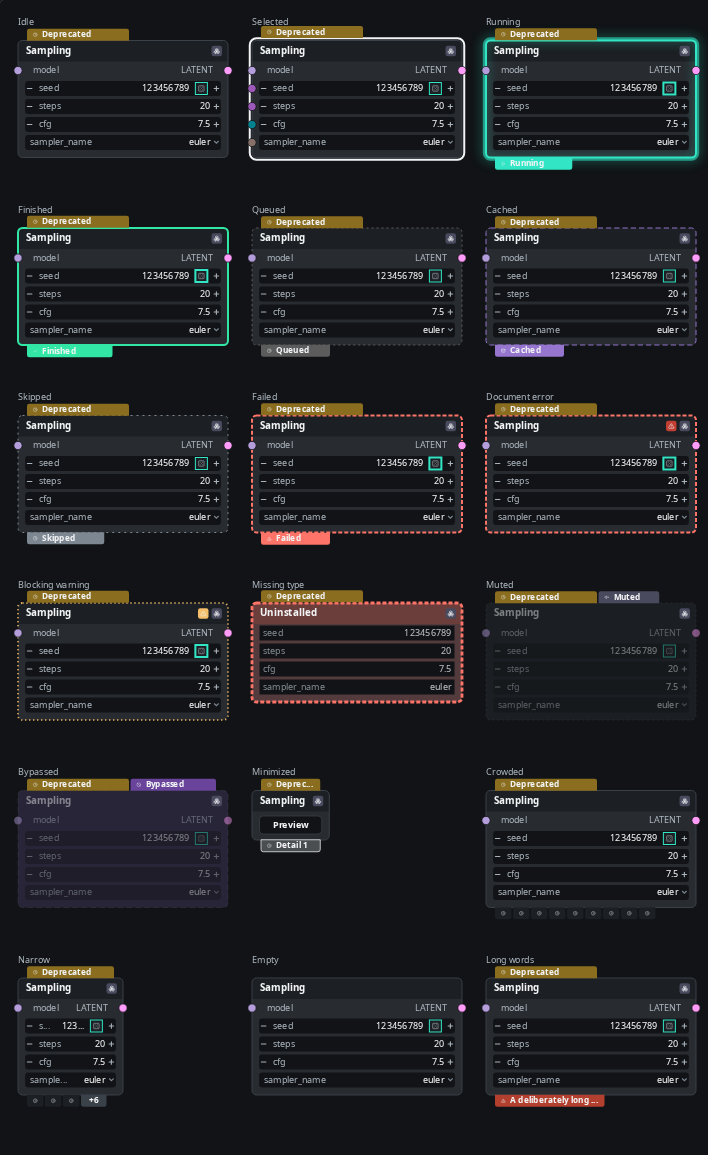 Idle
Deprecated
Sampling
model LATENT
− seed 123456789 +
− steps 20 +
− cfg 7.5 +
sampler_name euler
Selected
Deprecated
Sampling
model LATENT
− seed 123456789 +
− steps 20 +
− cfg 7.5 +
sampler_name euler
Running
Deprecated
Sampling
model LATENT
− seed 123456789 +
− steps 20 +
− cfg 7.5 +
sampler_name euler
Running
Finished
Deprecated
Sampling
model LATENT
− seed 123456789 +
− steps 20 +
− cfg 7.5 +
sampler_name euler
Finished
Queued
Deprecated
Sampling
model LATENT
− seed 123456789 +
− steps 20 +
− cfg 7.5 +
sampler_name euler
Queued
Cached
Deprecated
Sampling
model LATENT
− seed 123456789 +
− steps 20 +
− cfg 7.5 +
sampler_name euler
Cached
Skipped
Deprecated
Sampling
model LATENT
− seed 123456789 +
− steps 20 +
− cfg 7.5 +
sampler_name euler
Skipped
Failed
Deprecated
Sampling
model LATENT
− seed 123456789 +
− steps 20 +
− cfg 7.5 +
sampler_name euler
Failed
Document error
Deprecated
Sampling
model LATENT
− seed 123456789 +
− steps 20 +
− cfg 7.5 +
sampler_name euler
Blocking warning
Deprecated
Sampling
model LATENT
− seed 123456789 +
− steps 20 +
− cfg 7.5 +
sampler_name euler
Missing type
Deprecated
Uninstalled
seed 123456789
steps 20
cfg 7.5
sampler_name euler
Muted
Deprecated Muted
Sampling
model LATENT
− seed 123456789 +
− steps 20 +
− cfg 7.5 +
sampler_name euler
Bypassed
Deprecated Bypassed
Sampling
model LATENT
− seed 123456789 +
− steps 20 +
− cfg 7.5 +
sampler_name euler
Minimized
Deprec...
Sampling
Preview
Detail 1
Crowded
Deprecated
Sampling
model LATENT
− seed 123456789 +
− steps 20 +
− cfg 7.5 +
sampler_name euler
Narrow
Deprecated
Sampling
model LATENT
− s... 123... +
− steps 20 +
− cfg 7.5 +
sample... euler
+6
Empty
Sampling
model LATENT
− seed 123456789 +
− steps 20 +
− cfg 7.5 +
sampler_name euler
Long words
Deprecated
Sampling
model LATENT
− seed 123456789 +
− steps 20 +
− cfg 7.5 +
sampler_name euler
A deliberately long ...